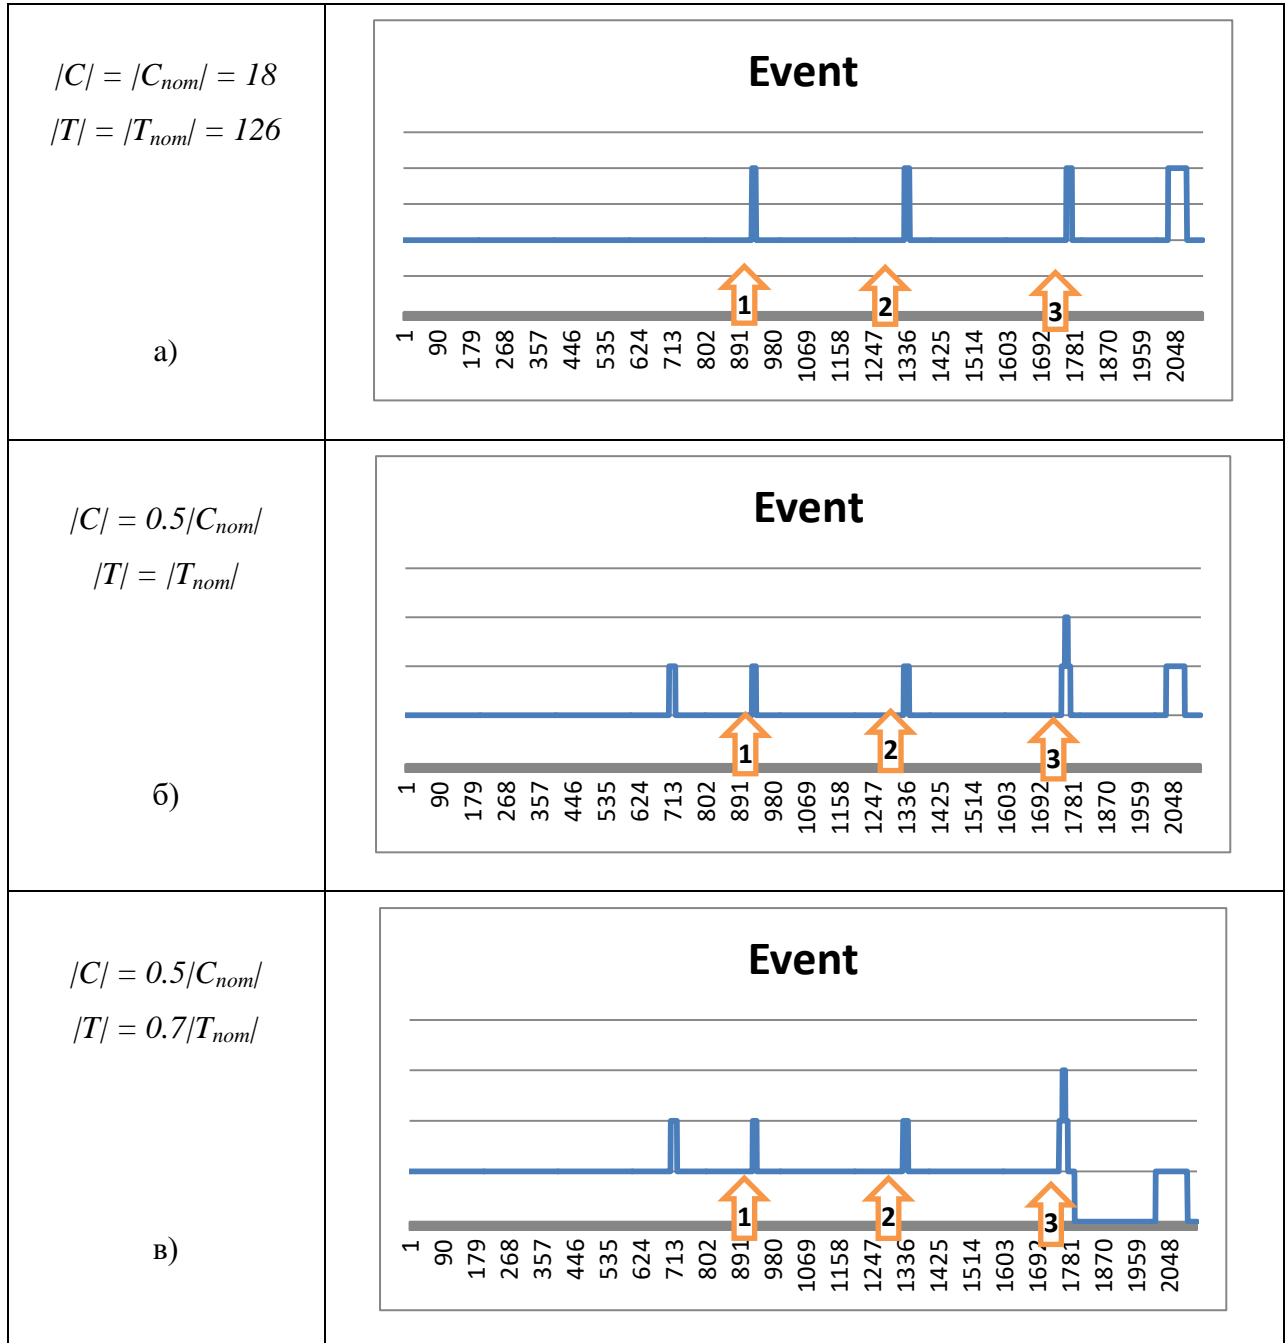 |C| = |Cnom| = 18
|T| = |Tnom| = 126
а)
Event
1
2
3
1 90 179 268 357 446 535 624 713 802 891 980 1069 1158 1247 1336 1425 1514 1603 1692 1781 1870 1959 2048
|C| = 0.5|Cnom|
|T| = |Tnom|
б)
Event
1
2
3
1 90 179 268 357 446 535 624 713 802 891 980 1069 1158 1247 1336 1425 1514 1603 1692 1781 1870 1959 2048
|C| = 0.5|Cnom|
|T| = 0.7|Tnom|
в)
Event
1
2
3
1 90 179 268 357 446 535 624 713 802 891 980 1069 1158 1247 1336 1425 1514 1603 1692 1781 1870 1959 2048